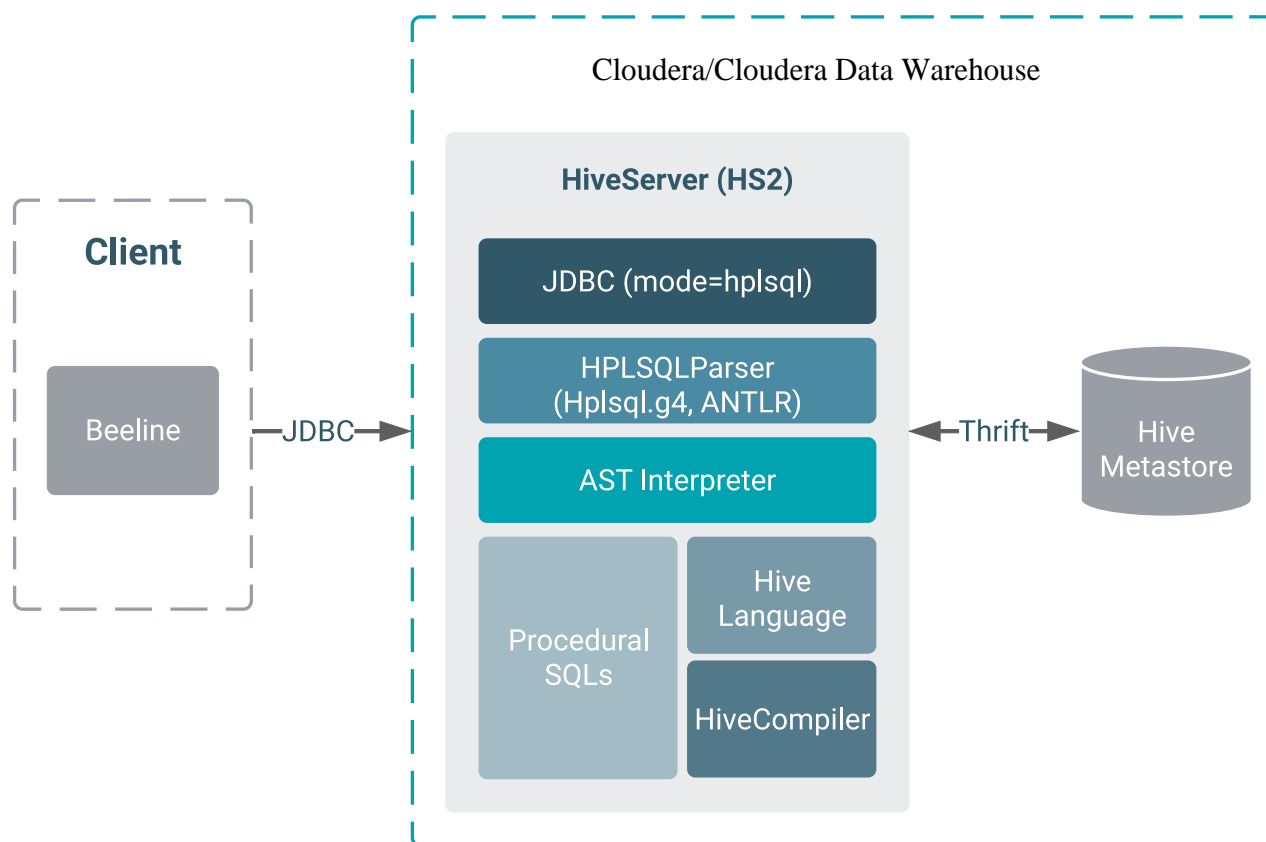 Cloudera/Cloudera Data Warehouse
Client
Beeline
JDBC
HiveServer (HS2)
JDBC (mode=hplsql)
HPLSQLParser
(Hplsql.g4, ANTLR)
AST Interpreter
Procedural
SQLs
Hive
Language
HiveCompiler
Thrift
Hive
Metastore